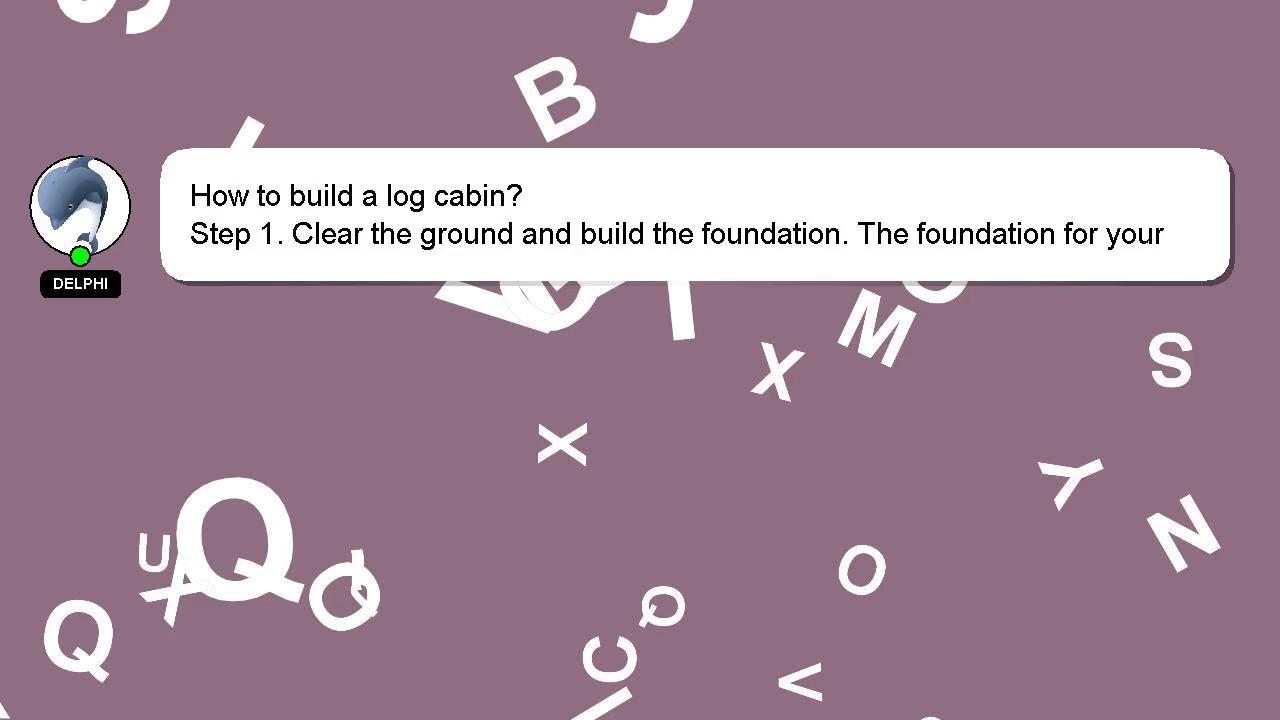 How to build a log cabin?
Step 1. Clear the ground and build the foundation. The foundation for your
DELPHI
B
M
X
S
X
Y
N
Q
U
X
Q
O
Q
Q
C
V